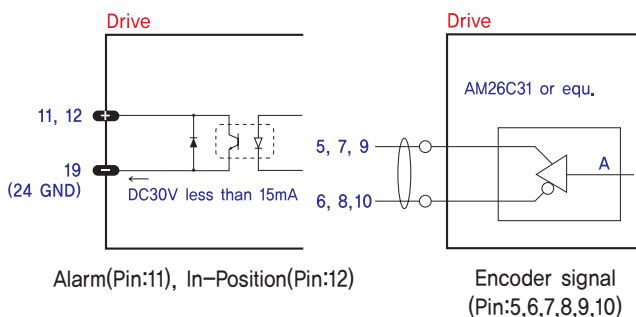 Drive
11, 12
+
19
(24 GND)
-
DC30V less than 15mA
Alarm(Pin:11), In-Position(Pin:12)
Drive
AM26C31 or equ.
5, 7, 9
A
6, 8,10
Encoder signal
(Pin:5,6,7,8,9,10)